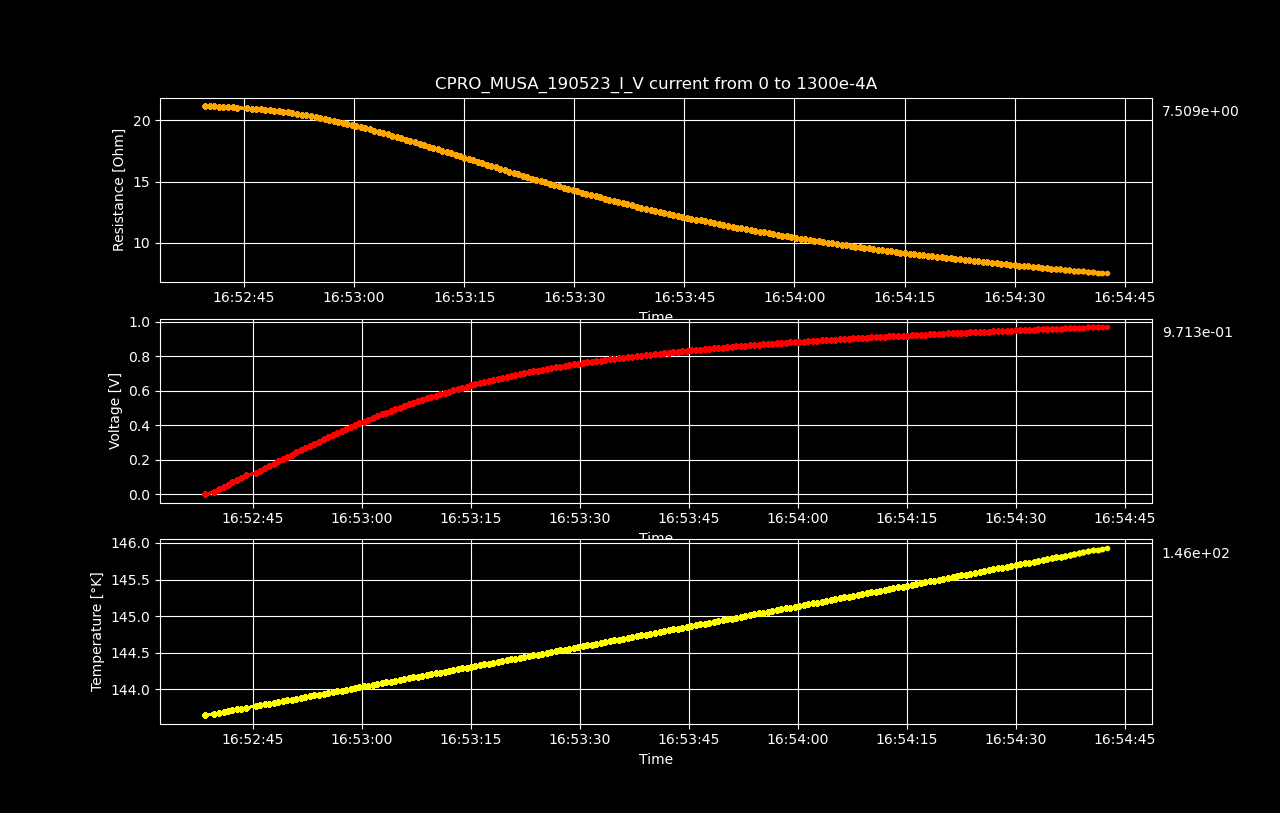 CPRO_MUSA_190523_I_V current from 0 to 1300e-4A
7.509e+00
Resistance [Ohm]
20
15
10
16:52:45 16:53:00 16:53:15 16:53:30 16:53:45 16:54:00 16:54:15 16:54:30 16:54:45
Time
9.713e-01
Voltage [V]
1.0
0.8
0.6
0.4
0.2
0.0
16:52:45 16:53:00 16:53:15 16:53:30 16:53:45 16:54:00 16:54:15 16:54:30 16:54:45
Time
1.46e+02
Temperature [°K]
146.0
145.5
145.0
144.5
144.0
16:52:45 16:53:00 16:53:15 16:53:30 16:53:45 16:54:00 16:54:15 16:54:30 16:54:45
Time